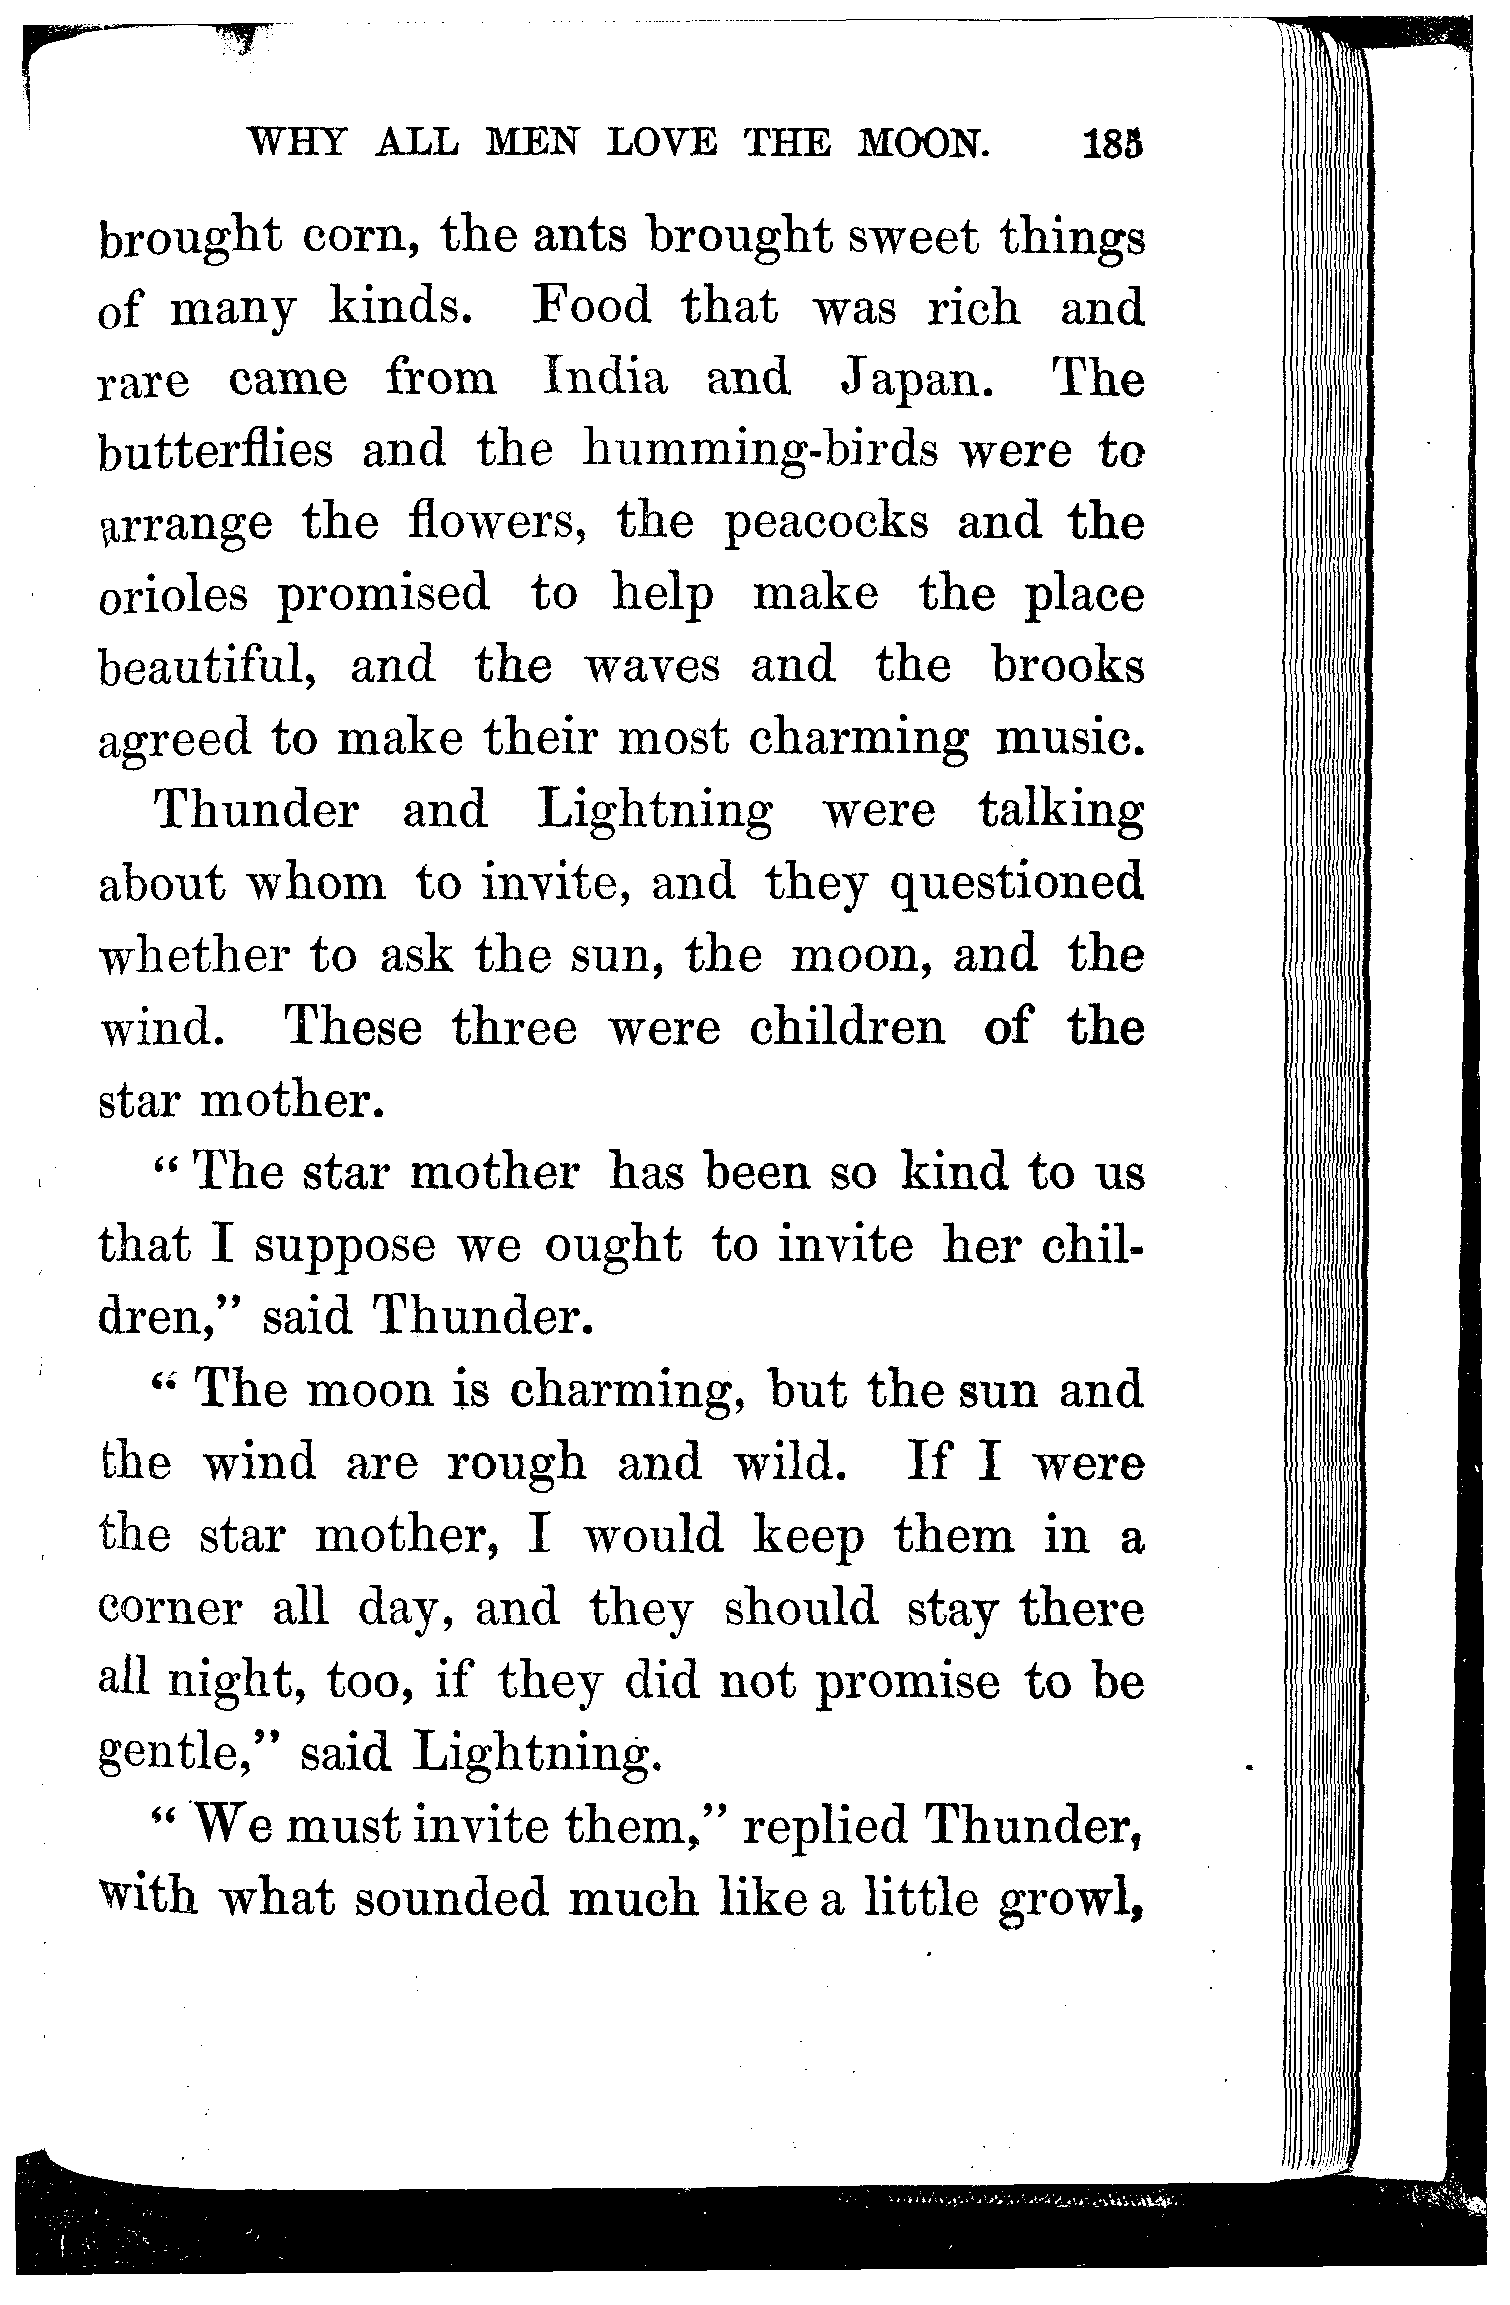 WHY ALL MEN LOVE THE MOON. 185
brought corn, the ants brought sweet things
of many kinds. Food that was rich and
rare came from India and Japan. The
butterflies and the humming-birds were to
arrange the flowers, the peacocks and the
orioles promised to help make the place
beautiful, and the waves and the brooks
agreed to make their most charming music.
Thunder and Lightning were talking
about whom to invite, and they questioned
whether to ask the sun, the moon, and the
wind. These three were children of the
star mother.
“ The star mother has been so kind to us
that I suppose we ought to invite her chil-
dren,” said Thunder.
“ The moon is charming, but the sun and
the wind are rough and wild. If I were
the star mother, I would keep them in a
corner all day, and they should stay there
all night, too, if they did not promise to be
gentle,” said Lightning.
“ We must invite them,” replied Thunder,
with what sounded much like a little growl,